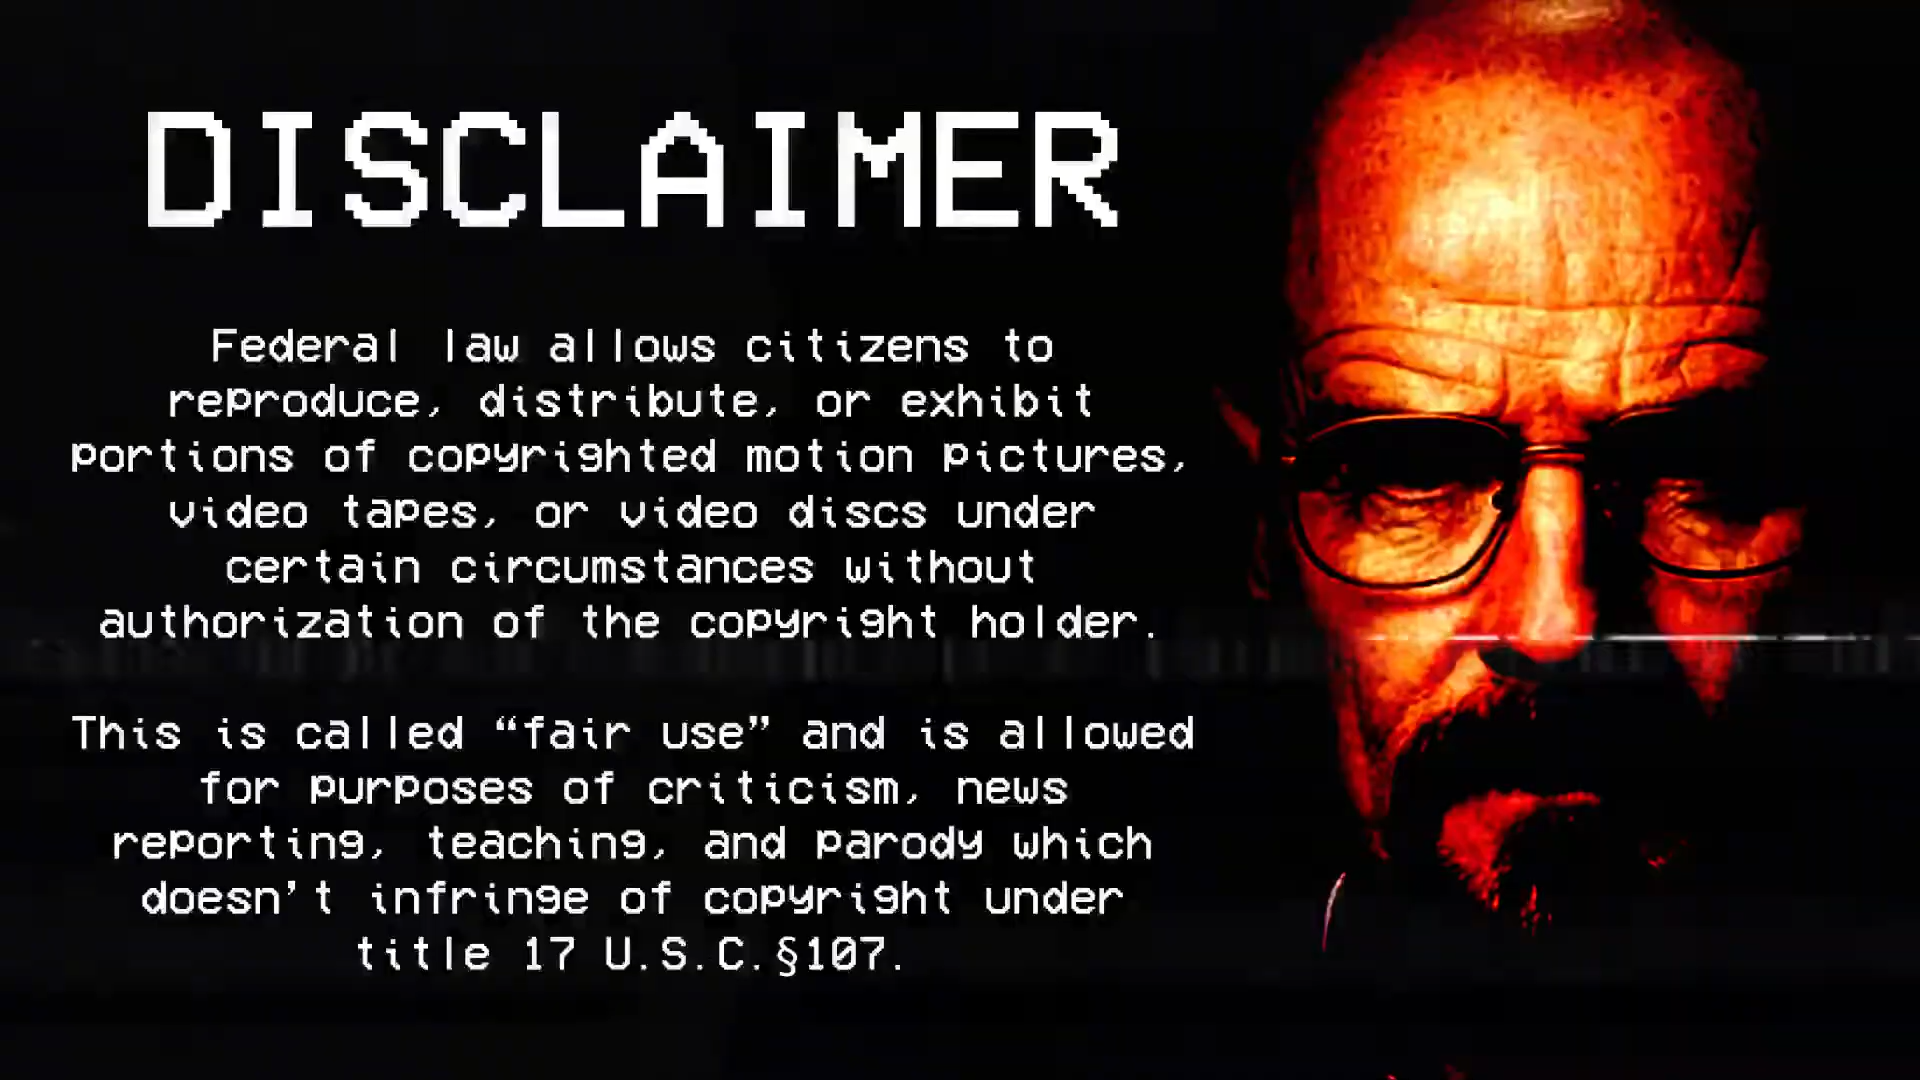 DISCLAIMER
Federal law allows citizens to
reproduce, distribute, or exhibit
portions of copyrighted motion pictures,
video tapes, or video discs under
certain circumstances without
authorization of the copyright holder.
This is called “fair use” and is allowed
for purposes of criticism, news
reporting, teaching, and parody which
doesn’t infringe of copyright under
title 17 U.S.C.§107.